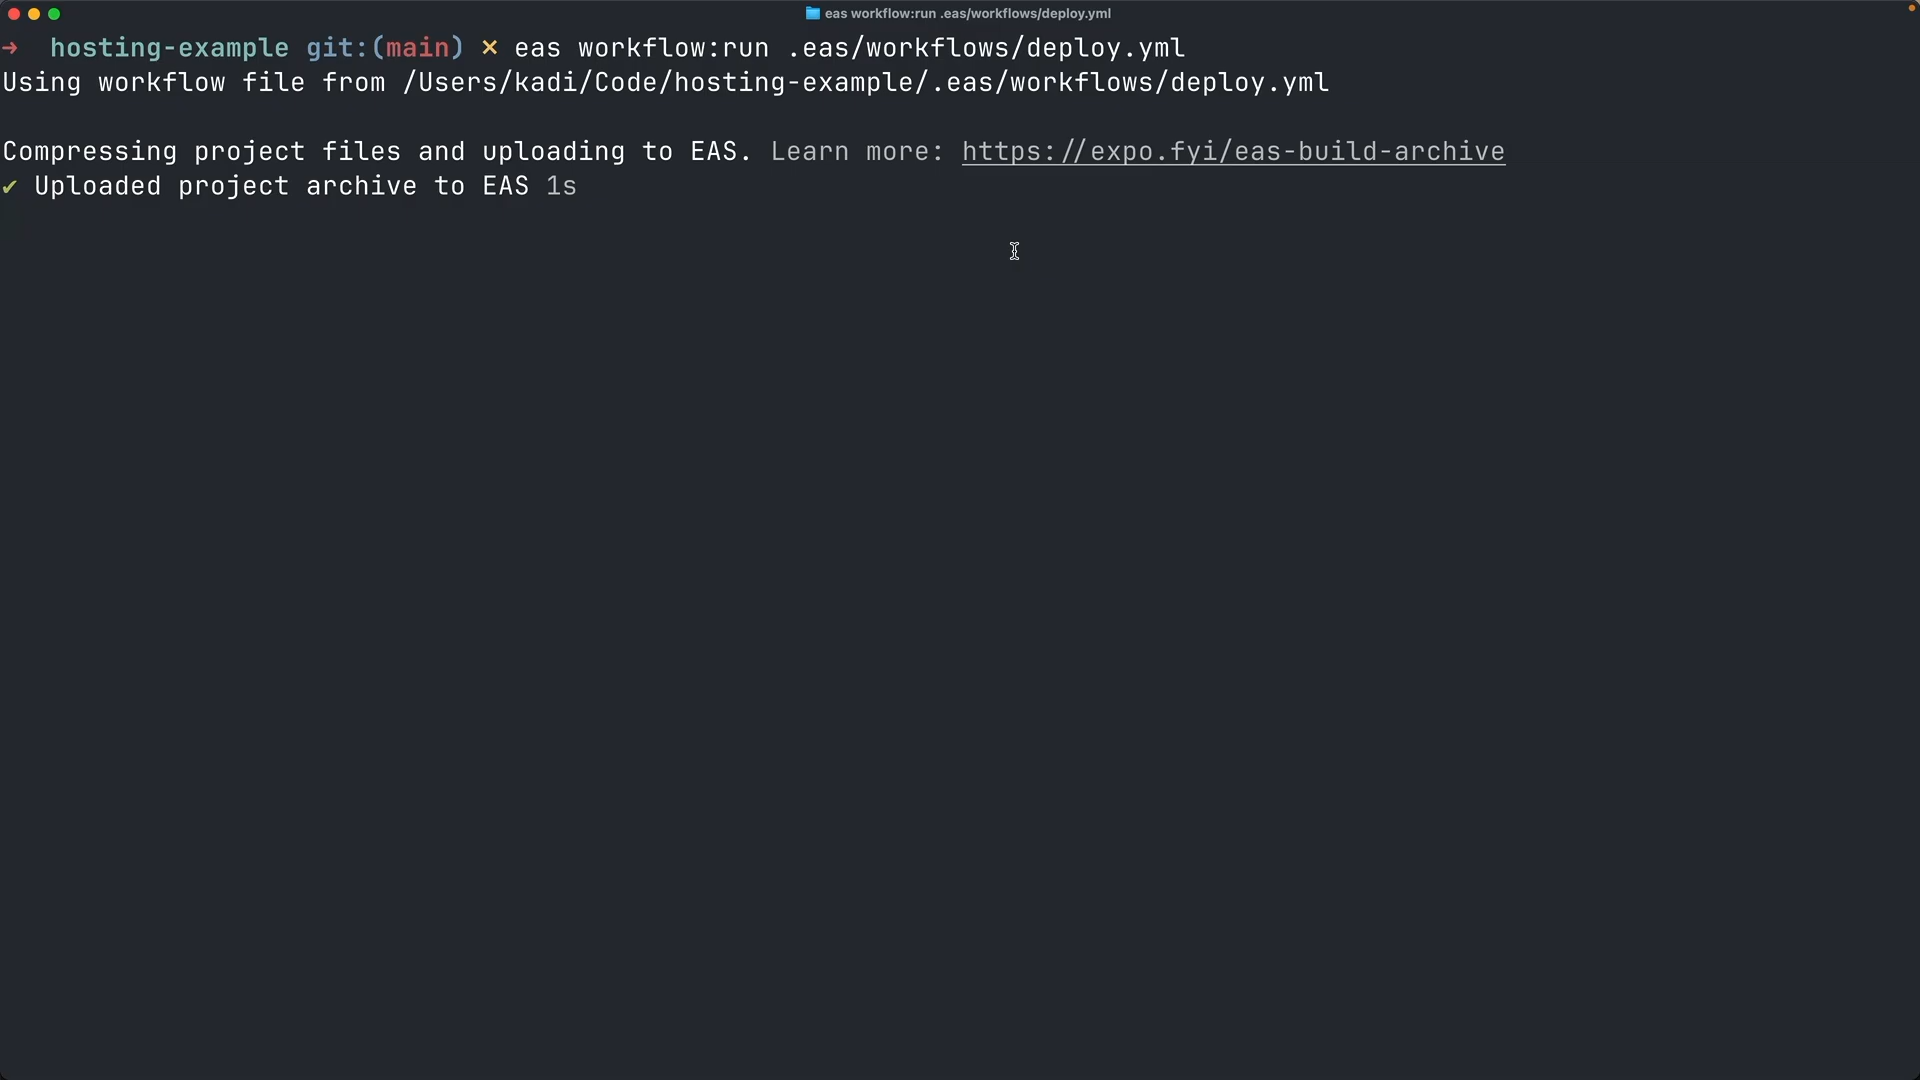 eas workflow:run .eas/workflows/deploy.yml
➜ hosting-example git:(main) ✗ eas workflow:run .eas/workflows/deploy.yml
Using workflow file from /Users/kadi/Code/hosting-example/.eas/workflows/deploy.yml
Compressing project files and uploading to EAS. Learn more: https://expo.fyi/eas-build-archive
✔ Uploaded project archive to EAS 1s